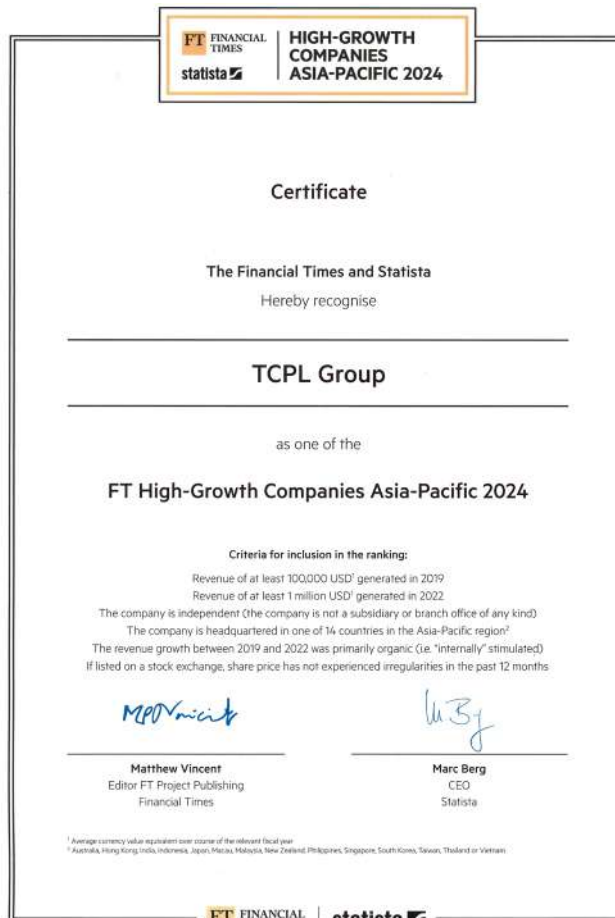 FT FINANCIAL
TIMES
statista
HIGH-GROWTH
COMPANIES
ASIA-PACIFIC 2024
Certificate
The Financial Times and Statista
Hereby recognise
TCPL Group
as one of the
FT High-Growth Companies Asia-Pacific 2024
Criteria for inclusion in the ranking:
Revenue of at least 100,000 USD¹ generated in 2019
Revenue of at least 1 million USD¹ generated in 2022
The company is independent (the company is not a subsidiary or branch office of any kind)
The company is headquartered in one of 14 countries in the Asia-Pacific region²
The revenue growth between 2019 and 2022 was primarily organic (i.e. "internally" stimulated)
If listed on a stock exchange, share price has not experienced irregularities in the past 12 months
Matthew Vincent
Editor FT Project Publishing
Financial Times
Marc Berg
CEO
Statista
¹ Average currency value equivalent over course of the relevant fiscal year
² Australia, Hong Kong, India, Indonesia, Japan, Macau, Malaysia, New Zealand, Philippines, Singapore, South Korea, Taiwan, Thailand or Vietnam.
FT FINANCIAL
statista